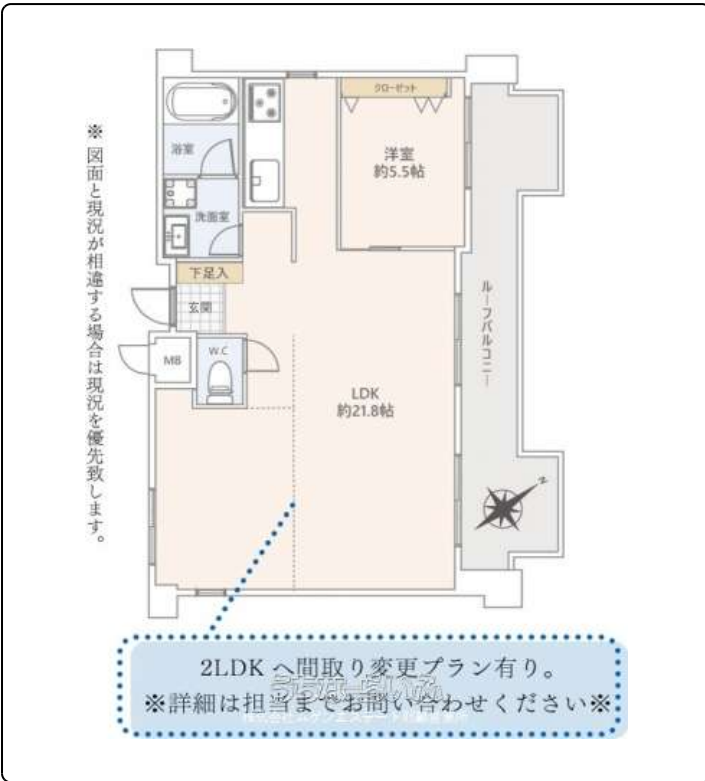 ※図面と現況が相違する場合は現況を優先致します。
クローゼット
洋室
約5.5帖
浴室
洗面室
下足入
玄関
MB
W.C
LDK
約21.8帖
ルーフバルコニー
N
2LDK へ間取り変更プラン有り。
※詳細は担当までお問い合わせください※